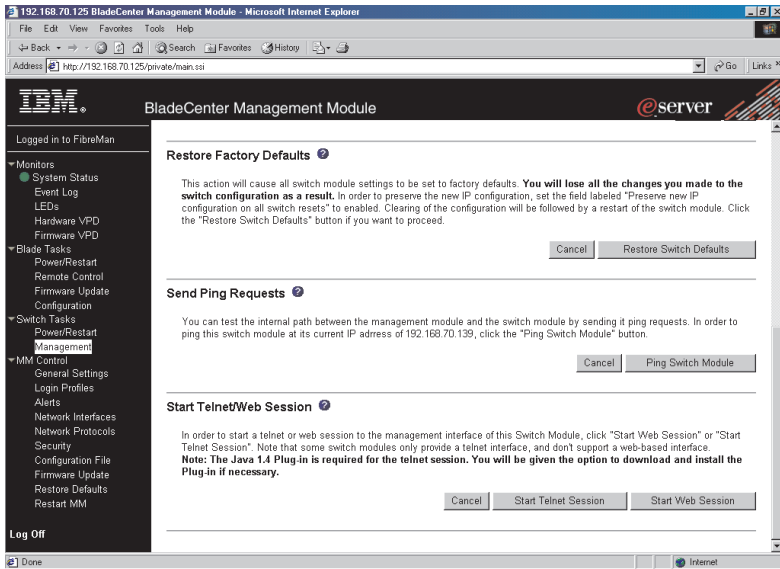 192.168.70.125 BladeCenter Management Module - Microsoft Internet Explorer
File Edit View Favorites Tools Help
Back Search Favorites History
Address http://192.168.70.125/private/main.ssi Go Links »
IBM® BladeCenter Management Module @server
Logged in to FibreMan
Monitors
System Status
Event Log
LEDs
Hardware VPD
Firmware VPD
Blade Tasks
Power/Restart
Remote Control
Firmware Update
Configuration
Switch Tasks
Power/Restart
Management
MM Control
General Settings
Login Profiles
Alerts
Network Interfaces
Network Protocols
Security
Configuration File
Firmware Update
Restore Defaults
Restart MM
Log Off
Restore Factory Defaults ?
This action will cause all switch module settings to be set to factory defaults. You will lose all the changes you made to the
switch configuration as a result. In order to preserve the new IP configuration, set the field labeled "Preserve new IP
configuration on all switch resets" to enabled. Clearing of the configuration will be followed by a restart of the switch module. Click
the "Restore Switch Defaults" button if you want to proceed.
Cancel Restore Switch Defaults
Send Ping Requests ?
You can test the internal path between the management module and the switch module by sending it ping requests. In order to
ping this switch module at its current IP adrress of 192.168.70.139, click the "Ping Switch Module" button.
Cancel Ping Switch Module
Start Telnet/Web Session ?
In order to start a telnet or web session to the management interface of this Switch Module, click "Start Web Session" or "Start
Telnet Session". Note that some switch modules only provide a telnet interface, and don't support a web-based interface.
Note: The Java 1.4 Plug-in is required for the telnet session. You will be given the option to download and install the
Plug-in if necessary.
Cancel Start Telnet Session Start Web Session
Done Internet